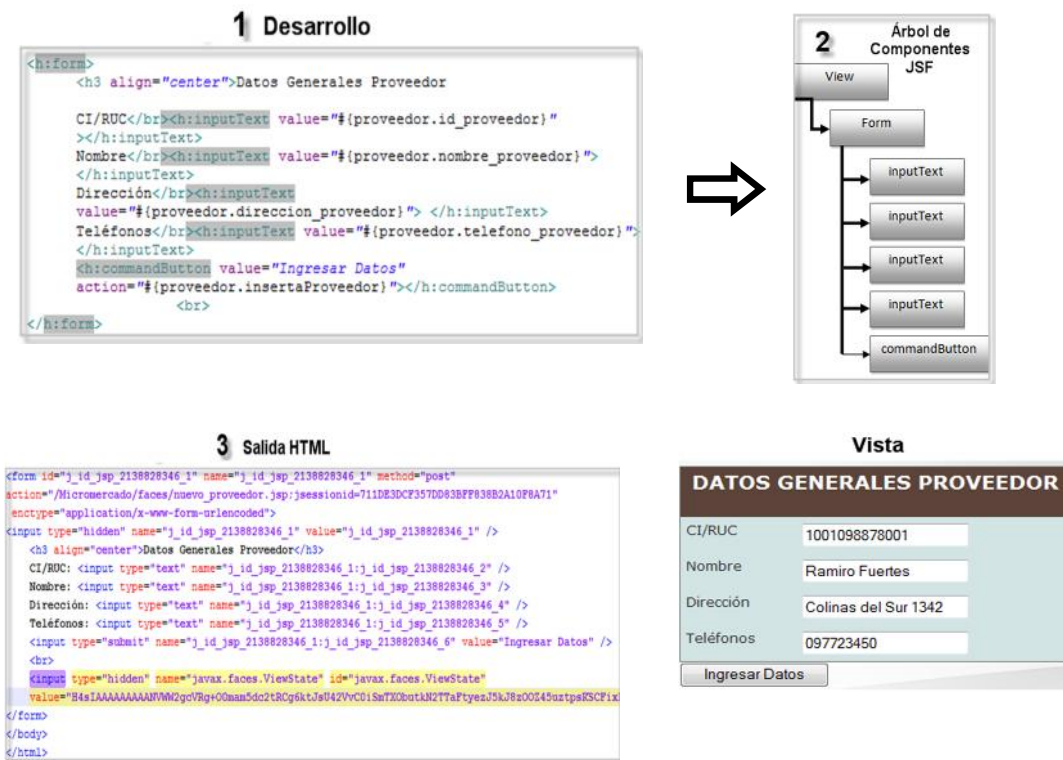 1 Desarrollo
<h:form>
<h3 align="center">Datos Generales Proveedor
CI/RUC</br><h:inputText value="#{proveedor.id_proveedor}"
></h:inputText>
Nombre</br><h:inputText value="#{proveedor.nombre_proveedor}">
</h:inputText>
Dirección</br><h:inputText
value="#{proveedor.direccion_proveedor}"> </h:inputText>
Teléfonos</br><h:inputText value="#{proveedor.telefono_proveedor}">
</h:inputText>
<h:commandButton value="Ingresar Datos"
action="#{proveedor.insertaProveedor}"></h:commandButton>
<br>
</h:form>
2 Árbol de
Componentes
JSF
View
Form
inputText
inputText
inputText
inputText
commandButton
3 Salida HTML
<form id="j_id_jsp_2138828346_1" name="j_id_jsp_2138828346_1" method="post"
action="/Micromercado/faces/nuevo_proveedor.jsp;jsessionid=711DE3DCF357DD83BFF838B2A10F8A71"
enctype="application/x-www-form-urlencoded">
<input type="hidden" name="j_id_jsp_2138828346_1" value="j_id_jsp_2138828346_1" />
<h3 align="center">Datos Generales Proveedor</h3>
CI/RUC: <input type="text" name="j_id_jsp_2138828346_1:j_id_jsp_2138828346_2" />
Nombre: <input type="text" name="j_id_jsp_2138828346_1:j_id_jsp_2138828346_3" />
Dirección: <input type="text" name="j_id_jsp_2138828346_1:j_id_jsp_2138828346_4" />
Teléfonos: <input type="text" name="j_id_jsp_2138828346_1:j_id_jsp_2138828346_5" />
<input type="submit" name="j_id_jsp_2138828346_1:j_id_jsp_2138828346_6" value="Ingresar Datos" />
<br>
<input type="hidden" name="javax.faces.ViewState" id="javax.faces.ViewState"
</form>
</body>
</html>
Vista
DATOS GENERALES PROVEEDOR
CI/RUC 1001098878001
Nombre Ramiro Fuertes
Dirección Colinas del Sur 1342
Teléfonos 097723450
Ingresar Datos